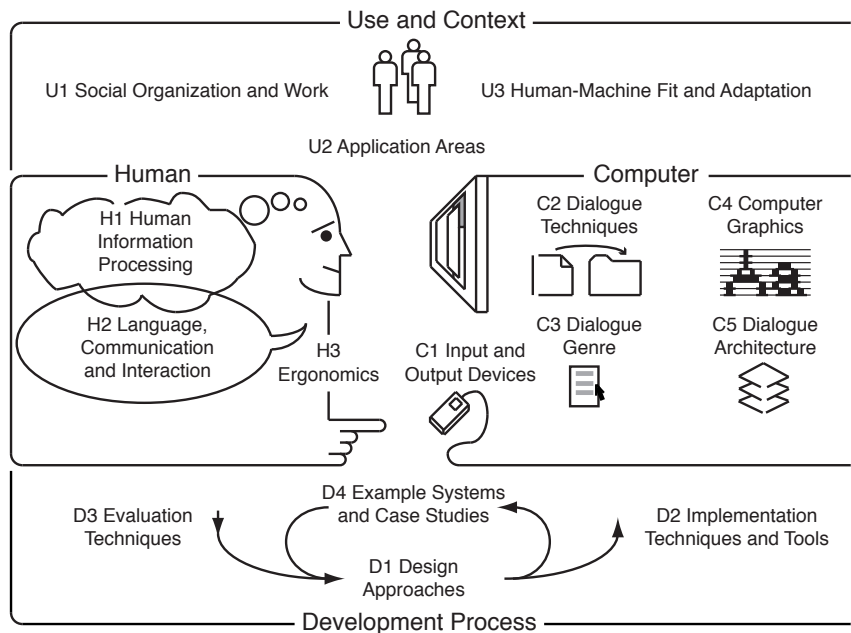 Use and Context
U1 Social Organization and Work
U3 Human-Machine Fit and Adaptation
U2 Application Areas
Human
H1 Human
Information
Processing
H2 Language,
Communication
and Interaction
H3
Ergonomics
Computer
C1 Input and
Output Devices
C2 Dialogue
Techniques
C4 Computer
Graphics
C3 Dialogue
Genre
C5 Dialogue
Architecture
D3 Evaluation
Techniques
D4 Example Systems
and Case Studies
D2 Implementation
Techniques and Tools
D1 Design
Approaches
Development Process